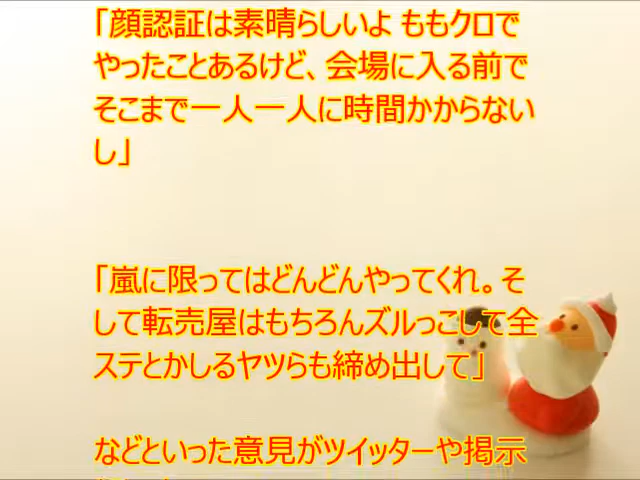 「顔認証は素晴らしいよ ももクロで
やったことあるけど、会場に入る前で
そこまで一人一人に時間かからない
し」
「嵐に限ってはどんどんやってくれ。そ
して転売屋はもちろんズルっこして全
ステとかしるヤツらも締め出して」
などといった意見がツイッターや掲示